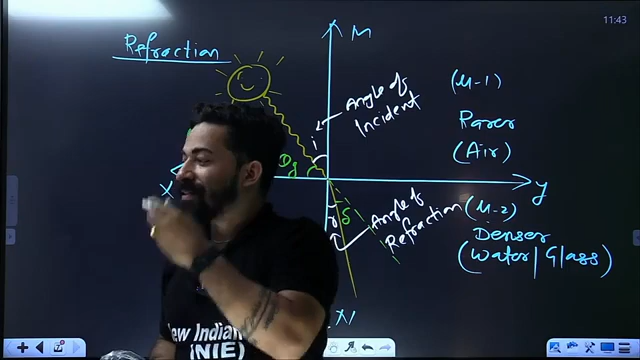 11:43
Refraction
M
Angle of
Incident
i
(μ-1)
Rarer
(Air)
Dg
X
y
r
δ
Angle of
Refraction
(μ-2)
Denser
(Water/Glass)
New Indian
(NIE)